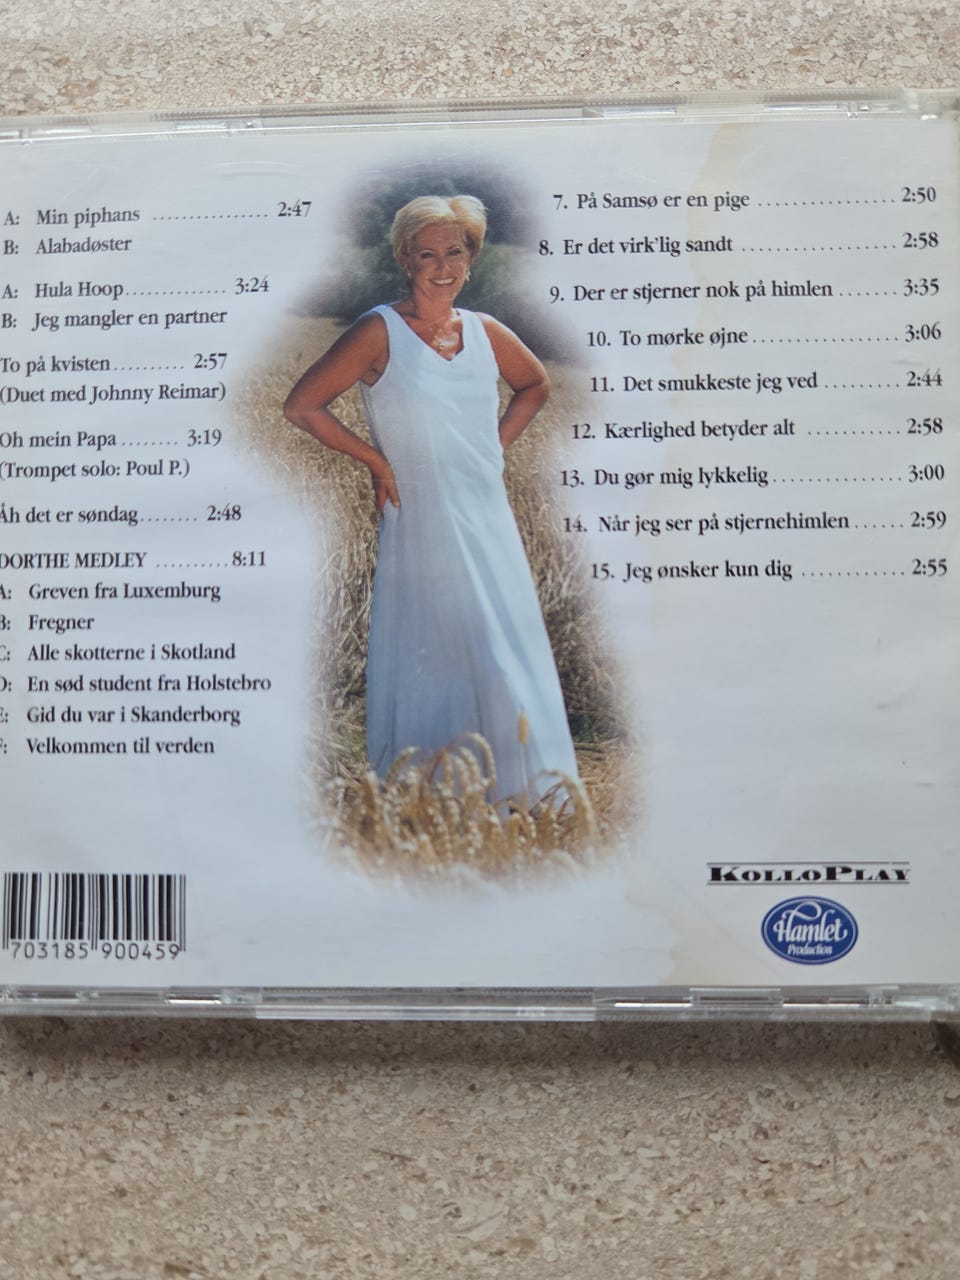 A: Min piphans ................ 2:47
B: Alabadøster
A: Hula Hoop.............. 3:24
B: Jeg mangler en partner
To på kvisten.......... 2:57
(Duet med Johnny Reimar)
Oh mein Papa........ 3:19
(Trompet solo: Poul P.)
Åh det er søndag........ 2:48
DORTHE MEDLEY ..........8:11
A: Greven fra Luxemburg
B: Fregner
C: Alle skotterne i Skotland
D: En sød student fra Holstebro
E: Gid du var i Skanderborg
F: Velkommen til verden
7. På Samsø er en pige ................. 2:50
8. Er det virk'lig sandt ................... 2:58
9. Der er stjerner nok på himlen ....... 3:35
10. To mørke øjne.................. 3:06
11. Det smukkeste jeg ved ......... 2:44
12. Kærlighed betyder alt ........... 2:58
13. Du gør mig lykkelig............... 3:00
14. Når jeg ser på stjernehimlen ...... 2:59
15. Jeg ønsker kun dig ............ 2:55
703185 900459
KOLLOPLAY
Hamlet
Production